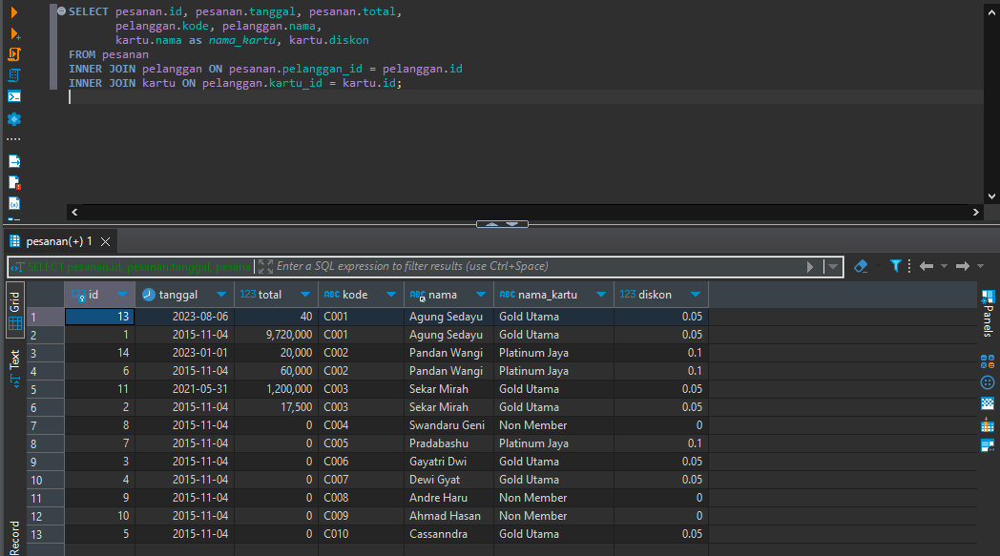 SELECT pesanan.id, pesanan.tanggal, pesanan.total,
pelanggan.kode, pelanggan.nama,
kartu.nama as nama_kartu, kartu.diskon
FROM pesanan
INNER JOIN pelanggan ON pesanan.pelanggan_id = pelanggan.id
INNER JOIN kartu ON pelanggan.kartu_id = kartu.id;
pesanan(+) 1
SELECT pesanan.id, pesanan.tanggal, pesana Enter a SQL expression to filter results (use Ctrl+Space)
Grid
Text
Record
Panels
123 id 123 total ABC kode ABC nama ABC nama_kartu 123 diskon
tanggal
1 13 2023-08-06 40 C001 Agung Sedayu Gold Utama 0.05
2 1 2015-11-04 9,720,000 C001 Agung Sedayu Gold Utama 0.05
3 14 2023-01-01 20,000 C002 Pandan Wangi Platinum Jaya 0.1
4 6 2015-11-04 60,000 C002 Pandan Wangi Platinum Jaya 0.1
5 11 2021-05-31 1,200,000 C003 Sekar Mirah Gold Utama 0.05
6 2 2015-11-04 17,500 C003 Sekar Mirah Gold Utama 0.05
7 8 2015-11-04 0 C004 Swandaru Geni Non Member 0
8 7 2015-11-04 0 C005 Pradabashu Platinum Jaya 0.1
9 3 2015-11-04 0 C006 Gayatri Dwi Gold Utama 0.05
10 4 2015-11-04 0 C007 Dewi Gyat Gold Utama 0.05
11 9 2015-11-04 0 C008 Andre Haru Non Member 0
12 10 2015-11-04 0 C009 Ahmad Hasan Non Member 0
13 5 2015-11-04 0 C010 Cassanndra Gold Utama 0.05